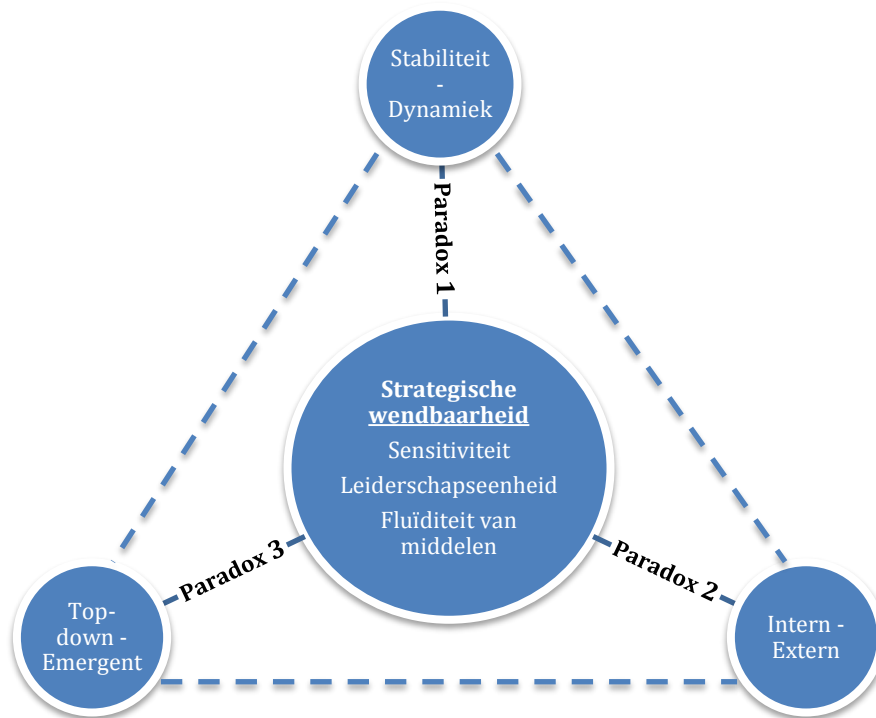 Stabiliteit
-
Dynamiek
Paradox 1
Strategische
wendbaarheid
Sensitiviteit
Leiderschapseenheid
Fluïditeit van
middelen
Paradox 3
Paradox 2
Top-
down -
Emergent
Intern -
Extern